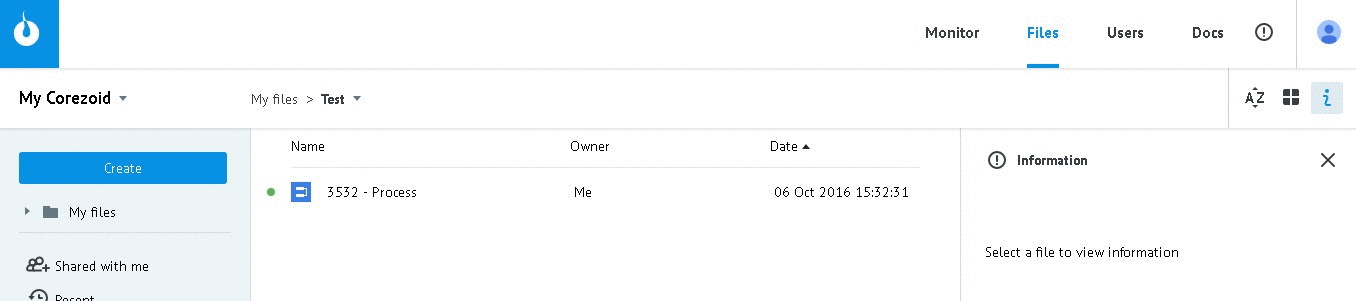 Monitor Files Users Docs
My Corezoid My files > Test AZ
Create
My files
Shared with me
Recent
Name Owner Date
3532 - Process Me 06 Oct 2016 15:32:31
Information
Select a file to view information